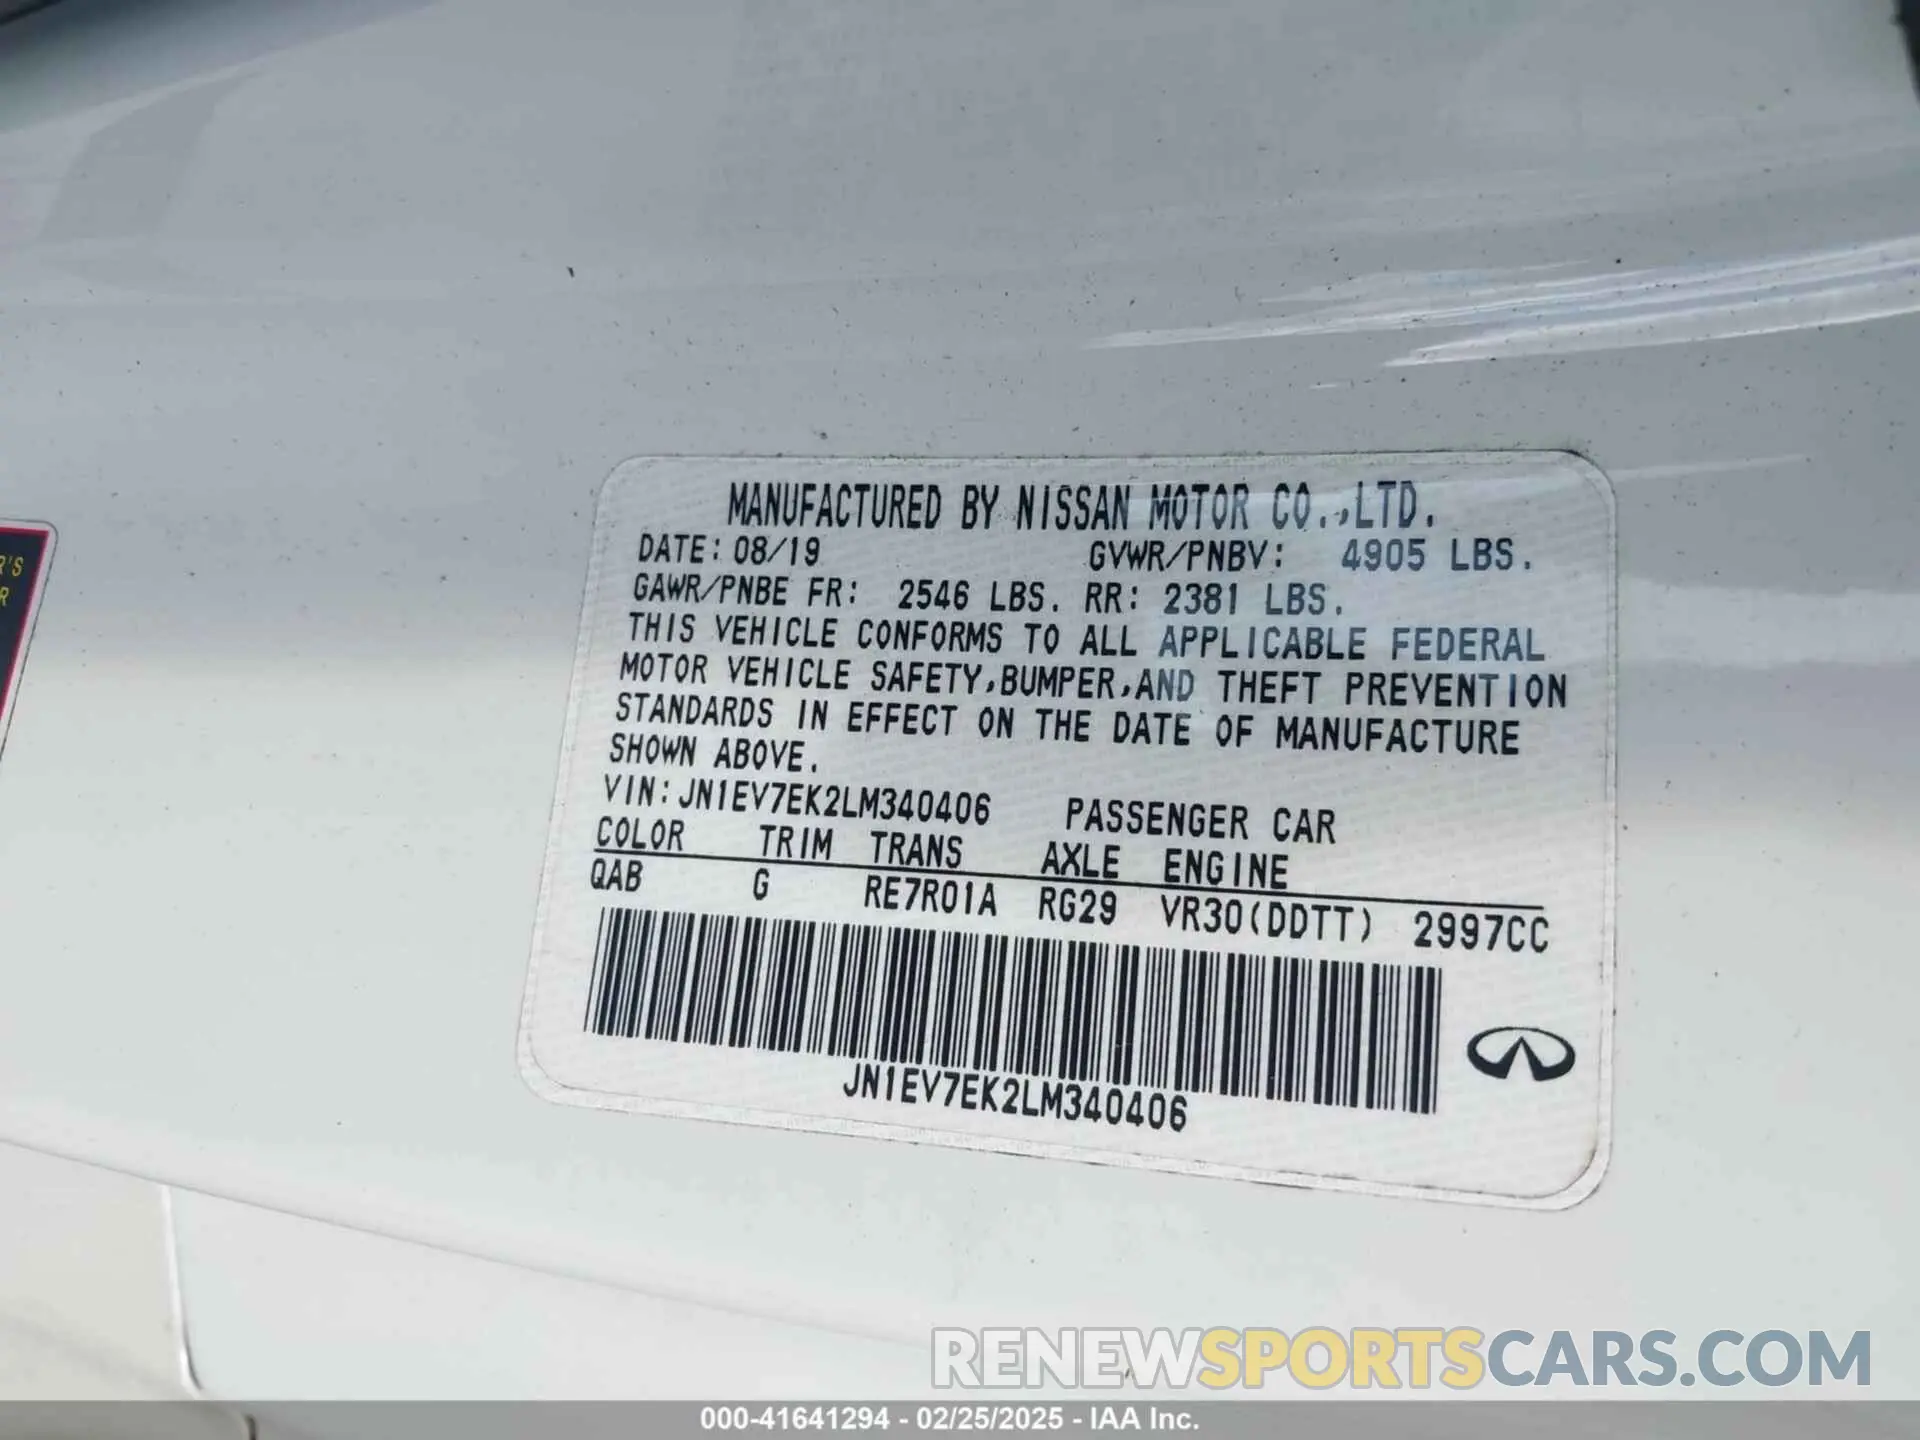 MANUFACTURED BY NISSAN MOTOR CO.,LTD.
DATE: 08/19 GVWR/PNBV: 4905 LBS.
GAWR/PNBE FR: 2546 LBS. RR: 2381 LBS.
THIS VEHICLE CONFORMS TO ALL APPLICABLE FEDERAL
MOTOR VEHICLE SAFETY,BUMPER,AND THEFT PREVENTION
STANDARDS IN EFFECT ON THE DATE OF MANUFACTURE
SHOWN ABOVE.
VIN: JN1EV7EK2LM340406 PASSENGER CAR
COLOR TRIM TRANS AXLE ENGINE
QAB G RE7R01A RG29 VR30(DDTT) 2997CC
JN1EV7EK2LM340406
R'S
R
RENEWSPORTSCARS.COM
000-41641294 - 02/25/2025 - IAA Inc.